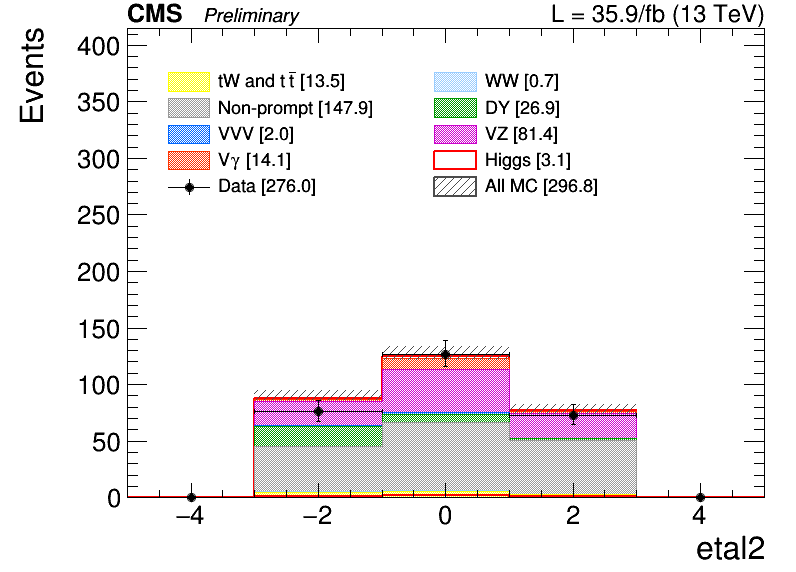 CMS Preliminary L = 35.9/fb (13 TeV)
Events
400
350
300
250
200
150
100
50
0
tW and t t̅ [13.5] WW [0.7]
Non-prompt [147.9] DY [26.9]
VVV [2.0] VZ [81.4]
Vγ [14.1] Higgs [3.1]
Data [276.0] All MC [296.8]
−4 −2 0 2 4
etal2